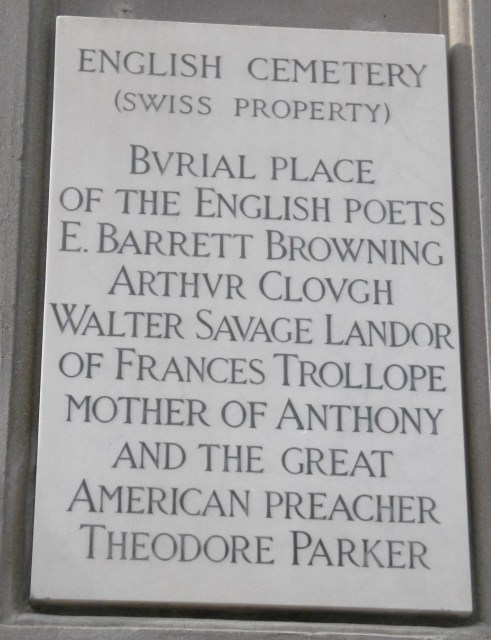 ENGLISH CEMETERY
(SWISS PROPERTY)
BVRIAL PLACE
OF THE ENGLISH POETS
E. BARRETT BROWNING
ARTHVR CLOVGH
WALTER SAVAGE LANDOR
OF FRANCES TROLLOPE
MOTHER OF ANTHONY
AND THE GREAT
AMERICAN PREACHER
THEODORE PARKER